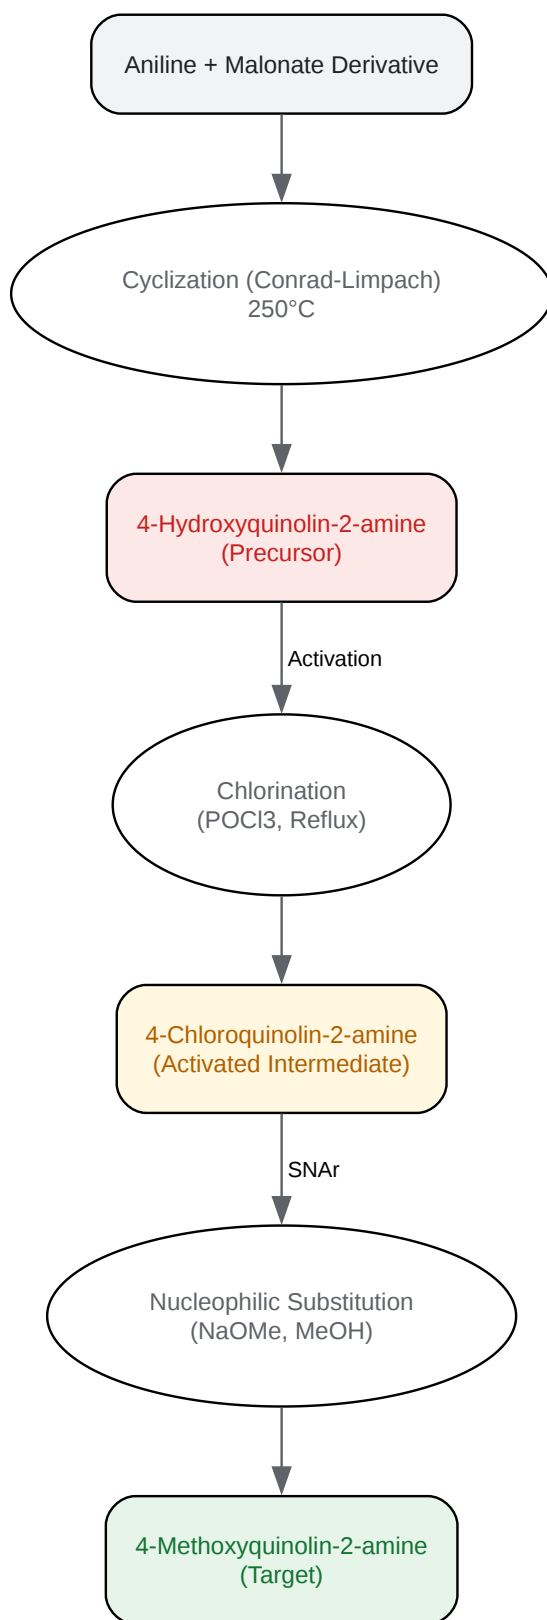 Aniline + Malonate Derivative
Cyclization (Conrad-Limpach)
250°C
4-Hydroxyquinolin-2-amine
(Precursor)
Activation
Chlorination
(POCl3, Reflux)
4-Chloroquinolin-2-amine
(Activated Intermediate)
SNAr
Nucleophilic Substitution
(NaOMe, MeOH)
4-Methoxyquinolin-2-amine
(Target)